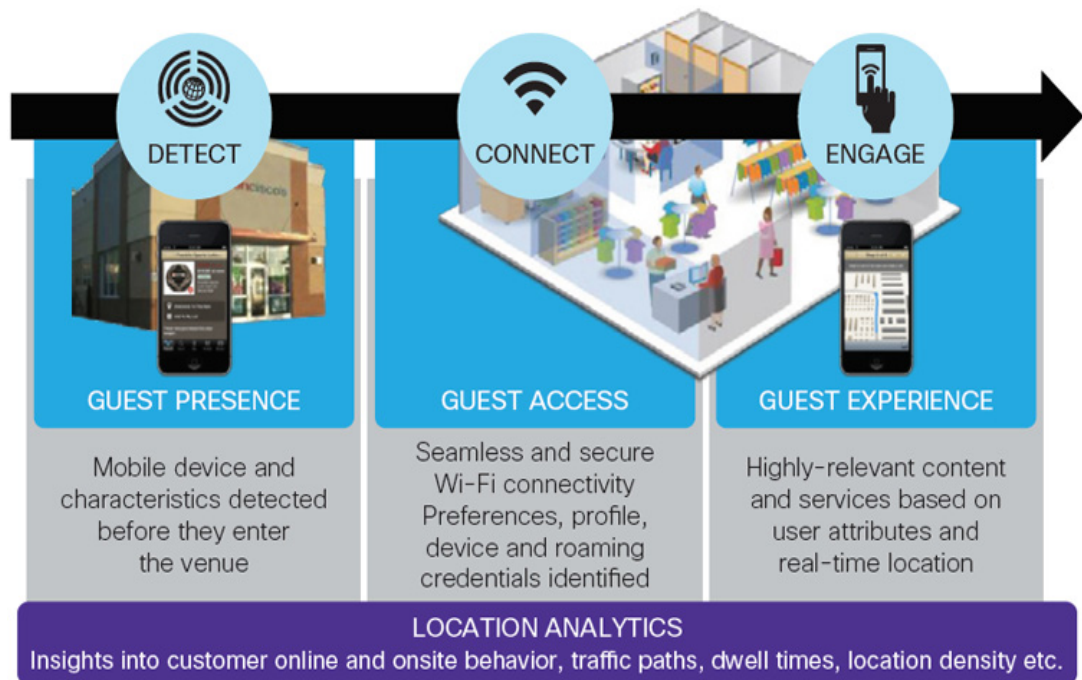 DETECT
CONNECT
ENGAGE
GUEST PRESENCE
GUEST ACCESS
GUEST EXPERIENCE
Mobile device and
characteristics detected
before they enter
the venue
Seamless and secure
Wi-Fi connectivity
Preferences, profile,
device and roaming
credentials identified
Highly-relevant content
and services based on
user attributes and
real-time location
LOCATION ANALYTICS
Insights into customer online and onsite behavior, traffic paths, dwell times, location density etc.